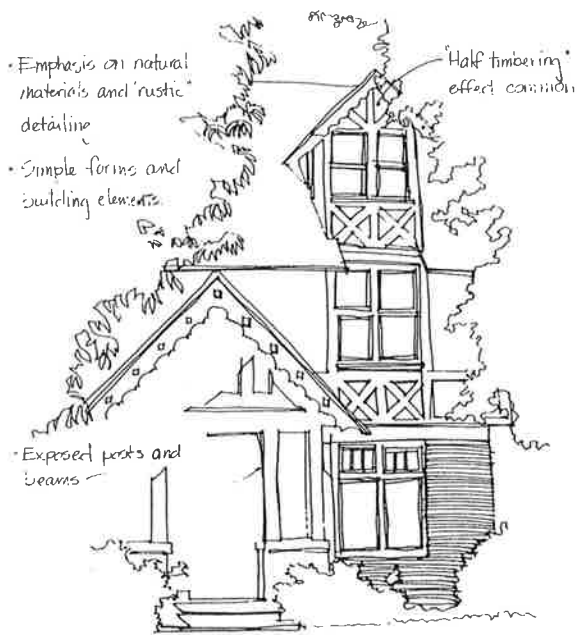 • Emphasis on natural
materials and "rustic"
detailing
• Simple forms and
building elements.
"Half timbering"
effect common
• Exposed posts and
beams